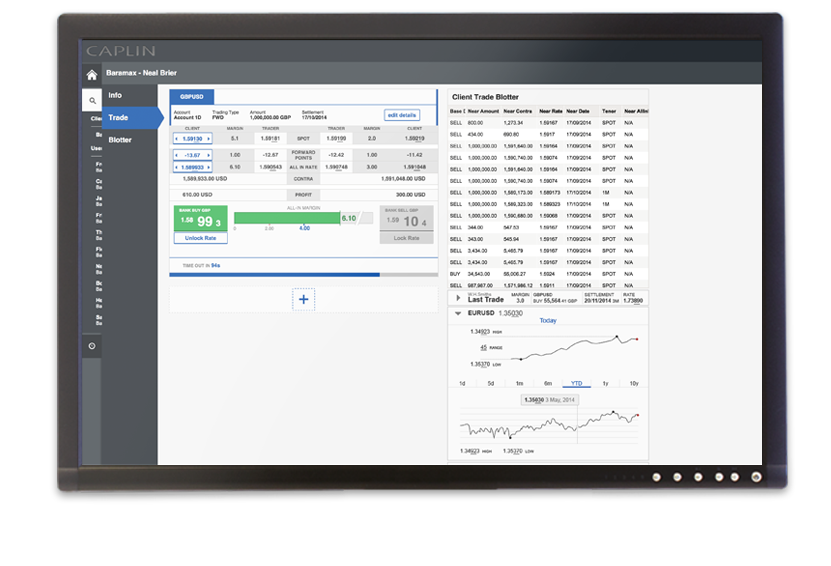 CAPLIN
Baramax - Neal Brier
Info
Trade
Blotter
GBPUSD
Account Trading Type Amount Settlement
Account 1D FWD 1,000,000.00 GBP 17/10/2014
edit details
CLIENT MARGIN TRADER TRADER MARGIN CLIENT
1.59130 5.1 1.59181 SPOT 1.59199 2.0 1.59219
-13.67 1.00 -12.67 FORWARD POINTS -12.42 1.00 -11.42
1.589933 6.10 1.590543 ALL IN RATE 1.590748 3.00 1.591048
1,589,933.00 USD CONTRA 1,591,048.00 USD
610.00 USD PROFIT 300.00 USD
ALL-IN MARGIN
BANK BUY GBP
1.58 99 3
Unlock Rate
6.10
0 2.00 4.00
BANK SELL GBP
1.59 10 4
Lock Rate
TIME OUT IN 94s
+
Client Trade Blotter
Near Amount Near Contra Near Rate Near Date Tenor
SELL 800.00 1,273.34 1.59167 17/09/2014 SPOT N/A
SELL 434.00 690.60 1.5917 17/09/2014 SPOT N/A
SELL 1,000,000.00 1,591,640.00 1.59164 17/09/2014 SPOT N/A
SELL 1,000,000.00 1,590,740.00 1.59074 17/09/2014 SPOT N/A
SELL 1,000,000.00 1,591,640.00 1.59164 17/09/2014 SPOT N/A
SELL 1,000,000.00 1,590,740.00 1.59074 17/09/2014 SPOT N/A
SELL 1,000,000.00 1,589,173.00 1.589173 17/10/2014 1M N/A
SELL 1,000,000.00 1,589,323.00 1.589323 17/10/2014 1M N/A
SELL 1,000,000.00 1,590,680.00 1.59068 17/09/2014 SPOT N/A
SELL 344.00 547.53 1.59167 17/09/2014 SPOT N/A
SELL 343.00 545.94 1.59167 17/09/2014 SPOT N/A
SELL 3,434.00 5,465.79 1.59167 17/09/2014 SPOT N/A
SELL 3,434.00 5,465.79 1.59167 17/09/2014 SPOT N/A
BUY 34,543.00 55,006.27 1.5924 17/09/2014 SPOT N/A
SELL 987,987.00 1,571,986.12 1.5911 17/09/2014 SPOT N/A
MARGIN GBPUSD SETTLEMENT RATE
Last Trade 3.0 BUY 55,564.41 GBP 20/11/2014 3M 1.73890
EURUSD 1.35030
Today
1.34923 HIGH
45 RANGE
1.35370 LOW
1d 5d 1m 6m YTD 1y 10y
1.35030 3 May, 2014
1.34923 HIGH 1.35370 LOW